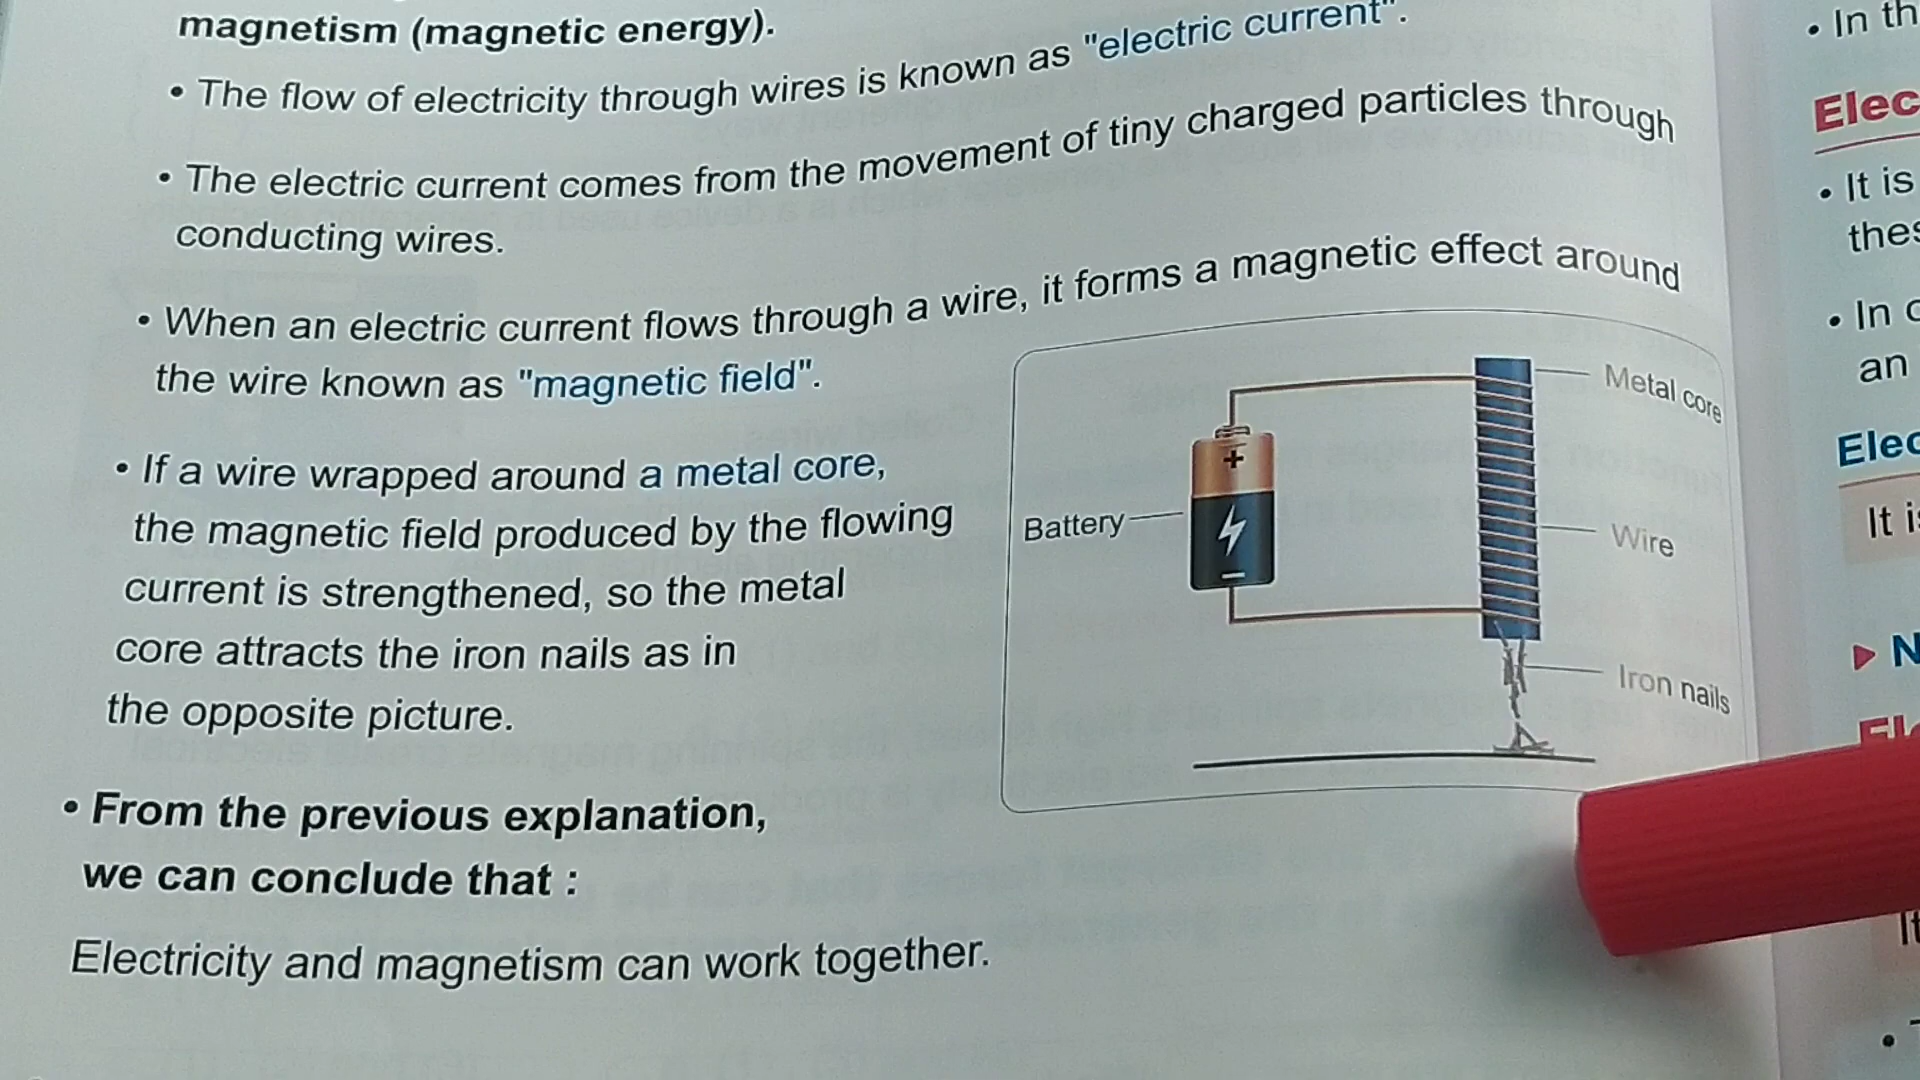 magnetism (magnetic energy).
• The flow of electricity through wires is known as "electric current".
• The electric current comes from the movement of tiny charged particles through
conducting wires.
• When an electric current flows through a wire, it forms a magnetic effect around
the wire known as "magnetic field".
• If a wire wrapped around a metal core,
the magnetic field produced by the flowing
current is strengthened, so the metal
core attracts the iron nails as in
the opposite picture.
Metal core
+
Battery
Wire
Iron nails
• From the previous explanation,
we can conclude that :
Electricity and magnetism can work together.
• In th
Elec
• It is
thes
• In
an
Elec
It is
N